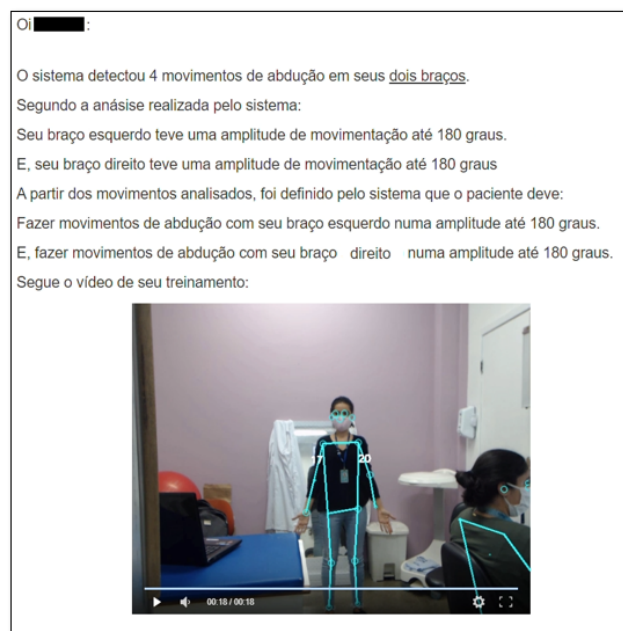 Oi :
O sistema detectou 4 movimentos de abdução em seus dois braços.
Segundo a anásise realizada pelo sistema:
Seu braço esquerdo teve uma amplitude de movimentação até 180 graus.
E, seu braço direito teve uma amplitude de movimentação até 180 graus
A partir dos movimentos analisados, foi definido pelo sistema que o paciente deve:
Fazer movimentos de abdução com seu braço esquerdo numa amplitude até 180 graus.
E, fazer movimentos de abdução com seu braço direito numa amplitude até 180 graus.
Segue o vídeo de seu treinamento:
17 20
00:18 / 00:18